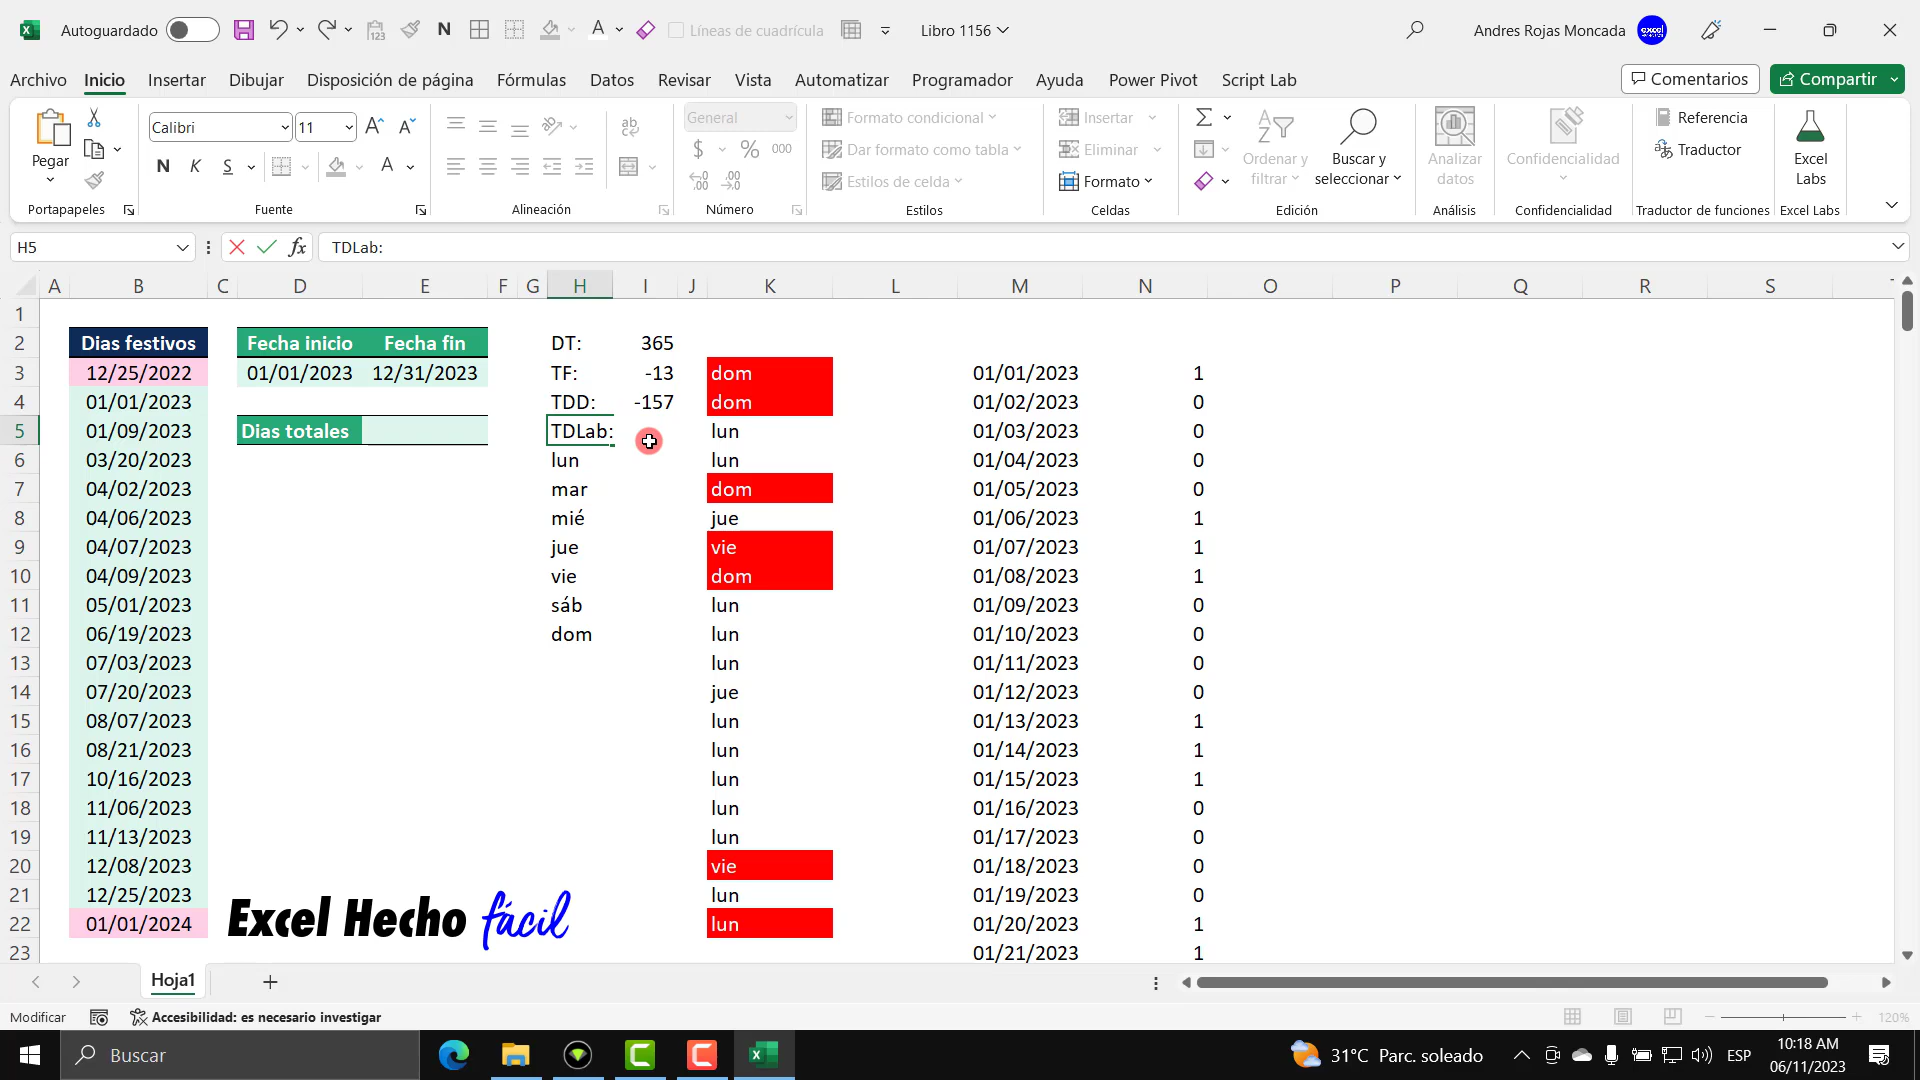 Autoguardado N A Líneas de cuadrícula Libro 1156 Andres Rojas Moncada
Archivo Inicio Insertar Dibujar Disposición de página Fórmulas Datos Revisar Vista Automatizar Programador Ayuda Power Pivot Script Lab Comentarios Compartir
Calibri 11 General Formato condicional Insertar Referencia
Dar formato como tabla Eliminar Traductor
Pegar N K S A $ % 000 Ordenar y filtrar Buscar y seleccionar Analizar datos Confidencialidad Excel Labs
Estilos de celda Formato
Portapapeles Fuente Alineación Número Estilos Celdas Edición Análisis Confidencialidad Traductor de funciones Excel Labs
H5 fx TDLab:
A B C D E F G H I J K L M N O P Q R S
1
2 Dias festivos Fecha inicio Fecha fin DT: 365
3 12/25/2022 01/01/2023 12/31/2023 TF: -13 dom 01/01/2023 1
4 01/01/2023 TDD: -157 dom 01/02/2023 0
5 01/09/2023 Dias totales TDLab: lun 01/03/2023 0
6 03/20/2023 lun lun 01/04/2023 0
7 04/02/2023 mar dom 01/05/2023 0
8 04/06/2023 mié jue 01/06/2023 1
9 04/07/2023 jue vie 01/07/2023 1
10 04/09/2023 vie dom 01/08/2023 1
11 05/01/2023 sáb lun 01/09/2023 0
12 06/19/2023 dom lun 01/10/2023 0
13 07/03/2023 lun 01/11/2023 0
14 07/20/2023 jue 01/12/2023 0
15 08/07/2023 lun 01/13/2023 1
16 08/21/2023 lun 01/14/2023 1
17 10/16/2023 lun 01/15/2023 1
18 11/06/2023 lun 01/16/2023 0
19 11/13/2023 lun 01/17/2023 0
20 12/08/2023 vie 01/18/2023 0
21 12/25/2023 lun 01/19/2023 0
22 01/01/2024 Excel Hecho fácil lun 01/20/2023 1
23 01/21/2023 1
Hoja1
Modificar Accesibilidad: es necesario investigar 120%
Buscar 31°C Parc. soleado ESP 10:18 AM
06/11/2023